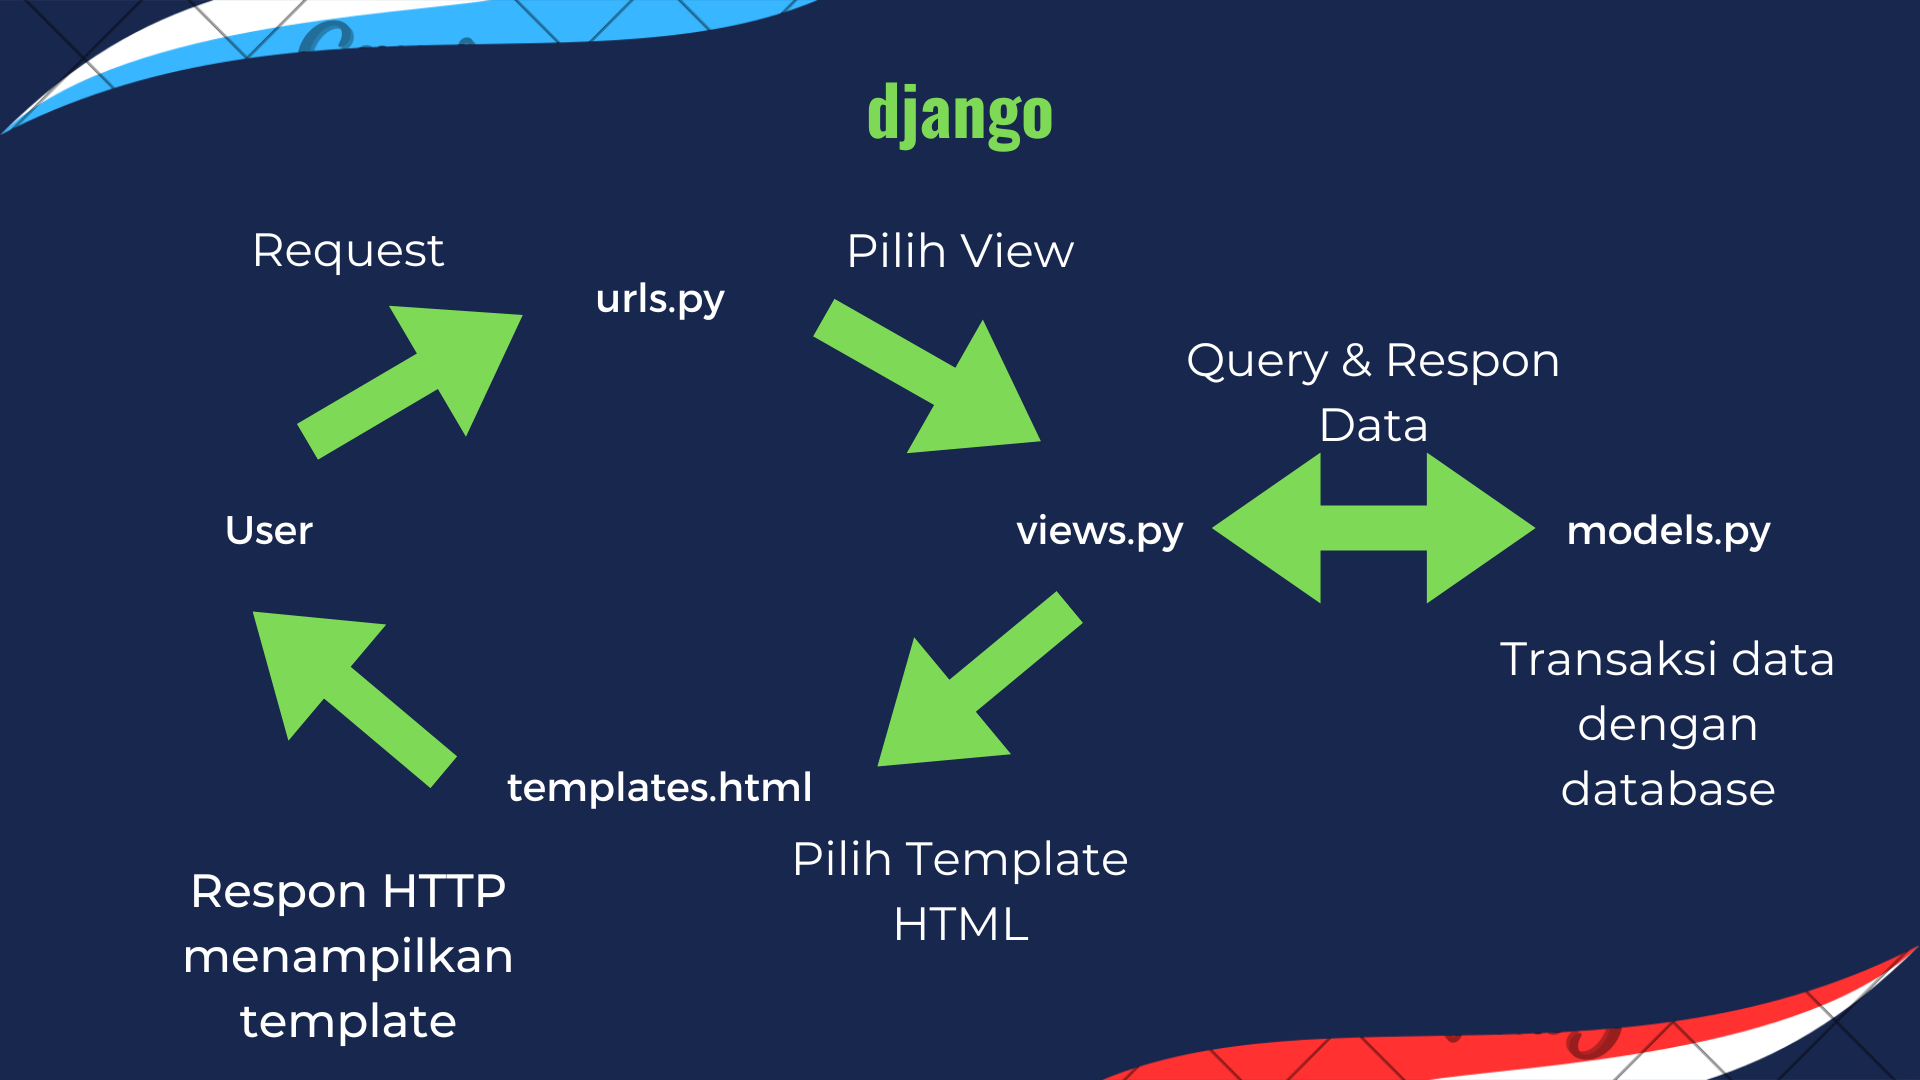 django
Request
Pilih View
urls.py
Query & Respon
Data
User
views.py
models.py
Transaksi data
dengan
database
templates.html
Pilih Template
HTML
Respon HTTP
menampilkan
template